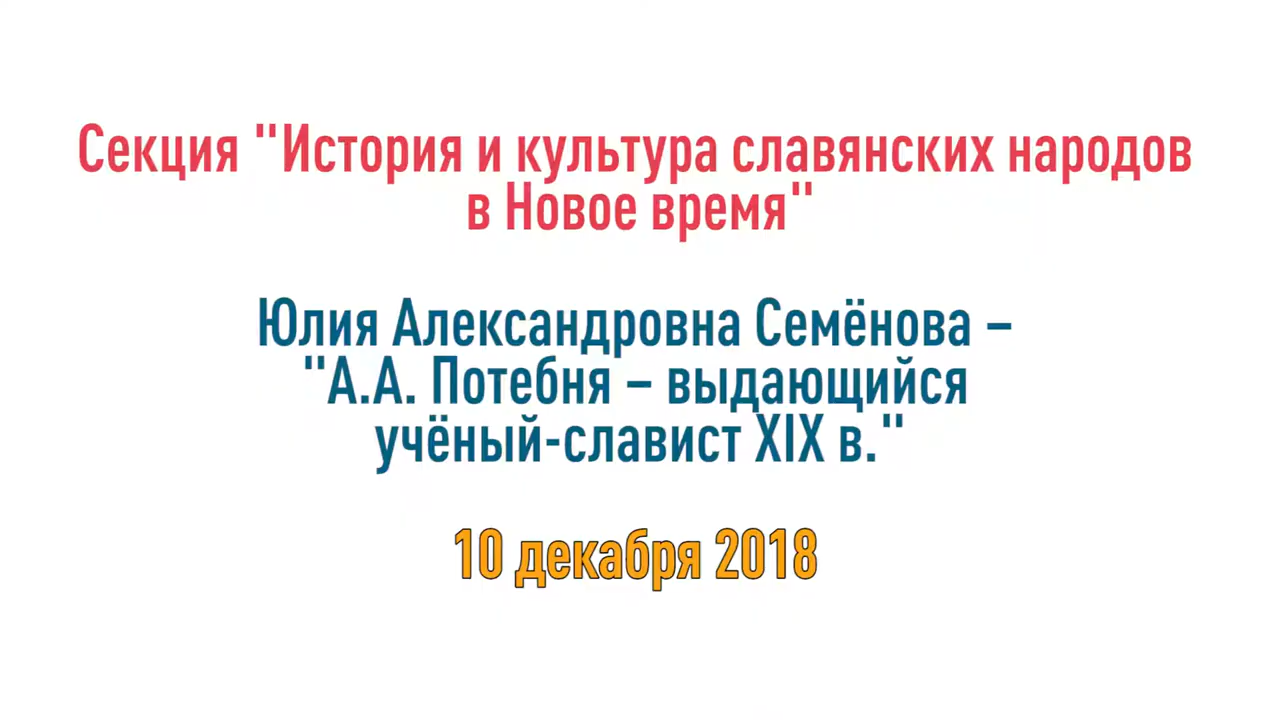 Секция "История и культура славянских народов
в Новое время"
Юлия Александровна Семёнова –
"А.А. Потебня – выдающийся
учёный-славист XIX в."
10 декабря 2018